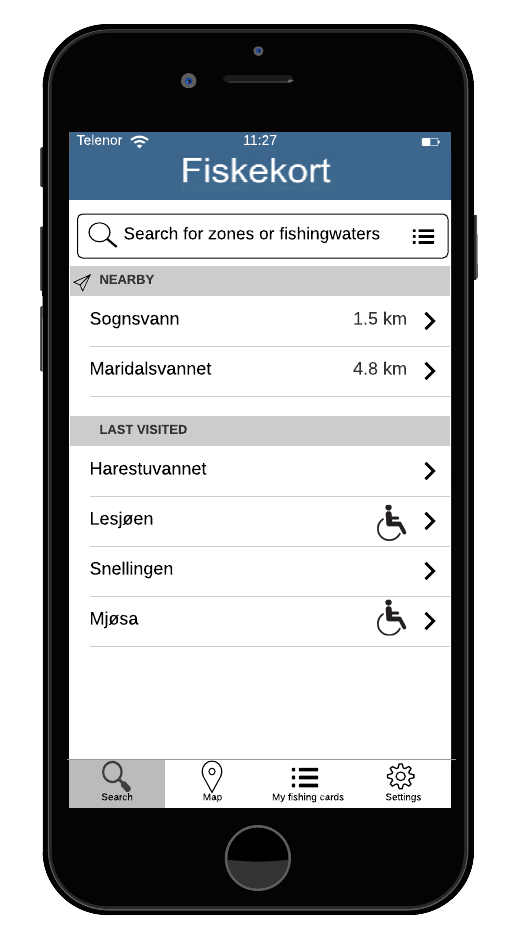 Telenor 11:27
Fiskekort
Search for zones or fishingwaters
NEARBY
Sognsvann 1.5 km
Maridalsvannet 4.8 km
LAST VISITED
Harestuvannet
Lesjøen
Snellingen
Mjøsa
Search Map My fishing cards Settings